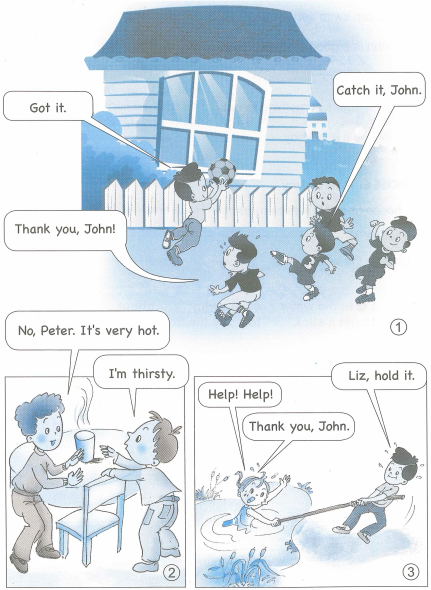 Catch it, John.
Got it.
Thank you, John!
①
No, Peter. It's very hot.
I'm thirsty.
②
Liz, hold it.
Help! Help!
Thank you, John.
③